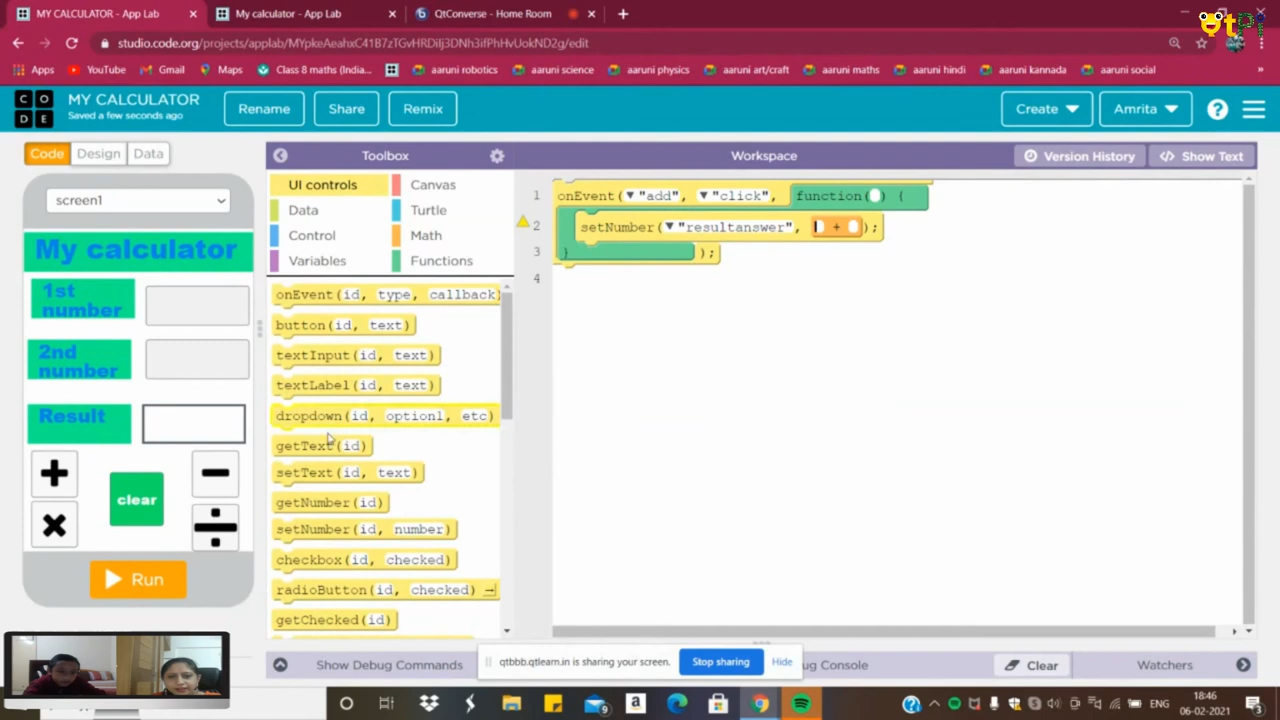 MY CALCULATOR - App Lab
My calculator - App Lab
QtConverse - Home Room
QtPi
studio.code.org/projects/applab/MYpkeAeahxC41B7zTGvHRDiIj3DNh3ifPhHvUokND2g/edit
Apps
YouTube
Gmail
Maps
Class 8 maths (India...
aaruni robotics
aaruni science
aaruni physics
aaruni art/craft
aaruni maths
aaruni hindi
aaruni kannada
aaruni social
»
C O
D E
MY CALCULATOR
Saved a few seconds ago
Rename
Share
Remix
Create
Amrita
?
Code
Design
Data
Toolbox
Workspace
Version History
</> Show Text
screen1
My calculator
1st
number
2nd
number
Result
clear
Run
UI controls
Canvas
Data
Turtle
Control
Math
Variables
Functions
onEvent(id, type, callback)
button(id, text)
textInput(id, text)
textLabel(id, text)
dropdown(id, option1, etc)
getText(id)
setText(id, text)
getNumber(id)
setNumber(id, number)
checkbox(id, checked)
radioButton(id, checked)
getChecked(id)
1 onEvent(▼"add", ▼"click", function( ) {
2 setNumber(▼"resultanswer", + );
3 } );
4
Show Debug Commands
qtbbb.qtlearn.in is sharing your screen.
Stop sharing
Hide
ug Console
Clear
Watchers
9
ENG
18:46
06-02-2021
3